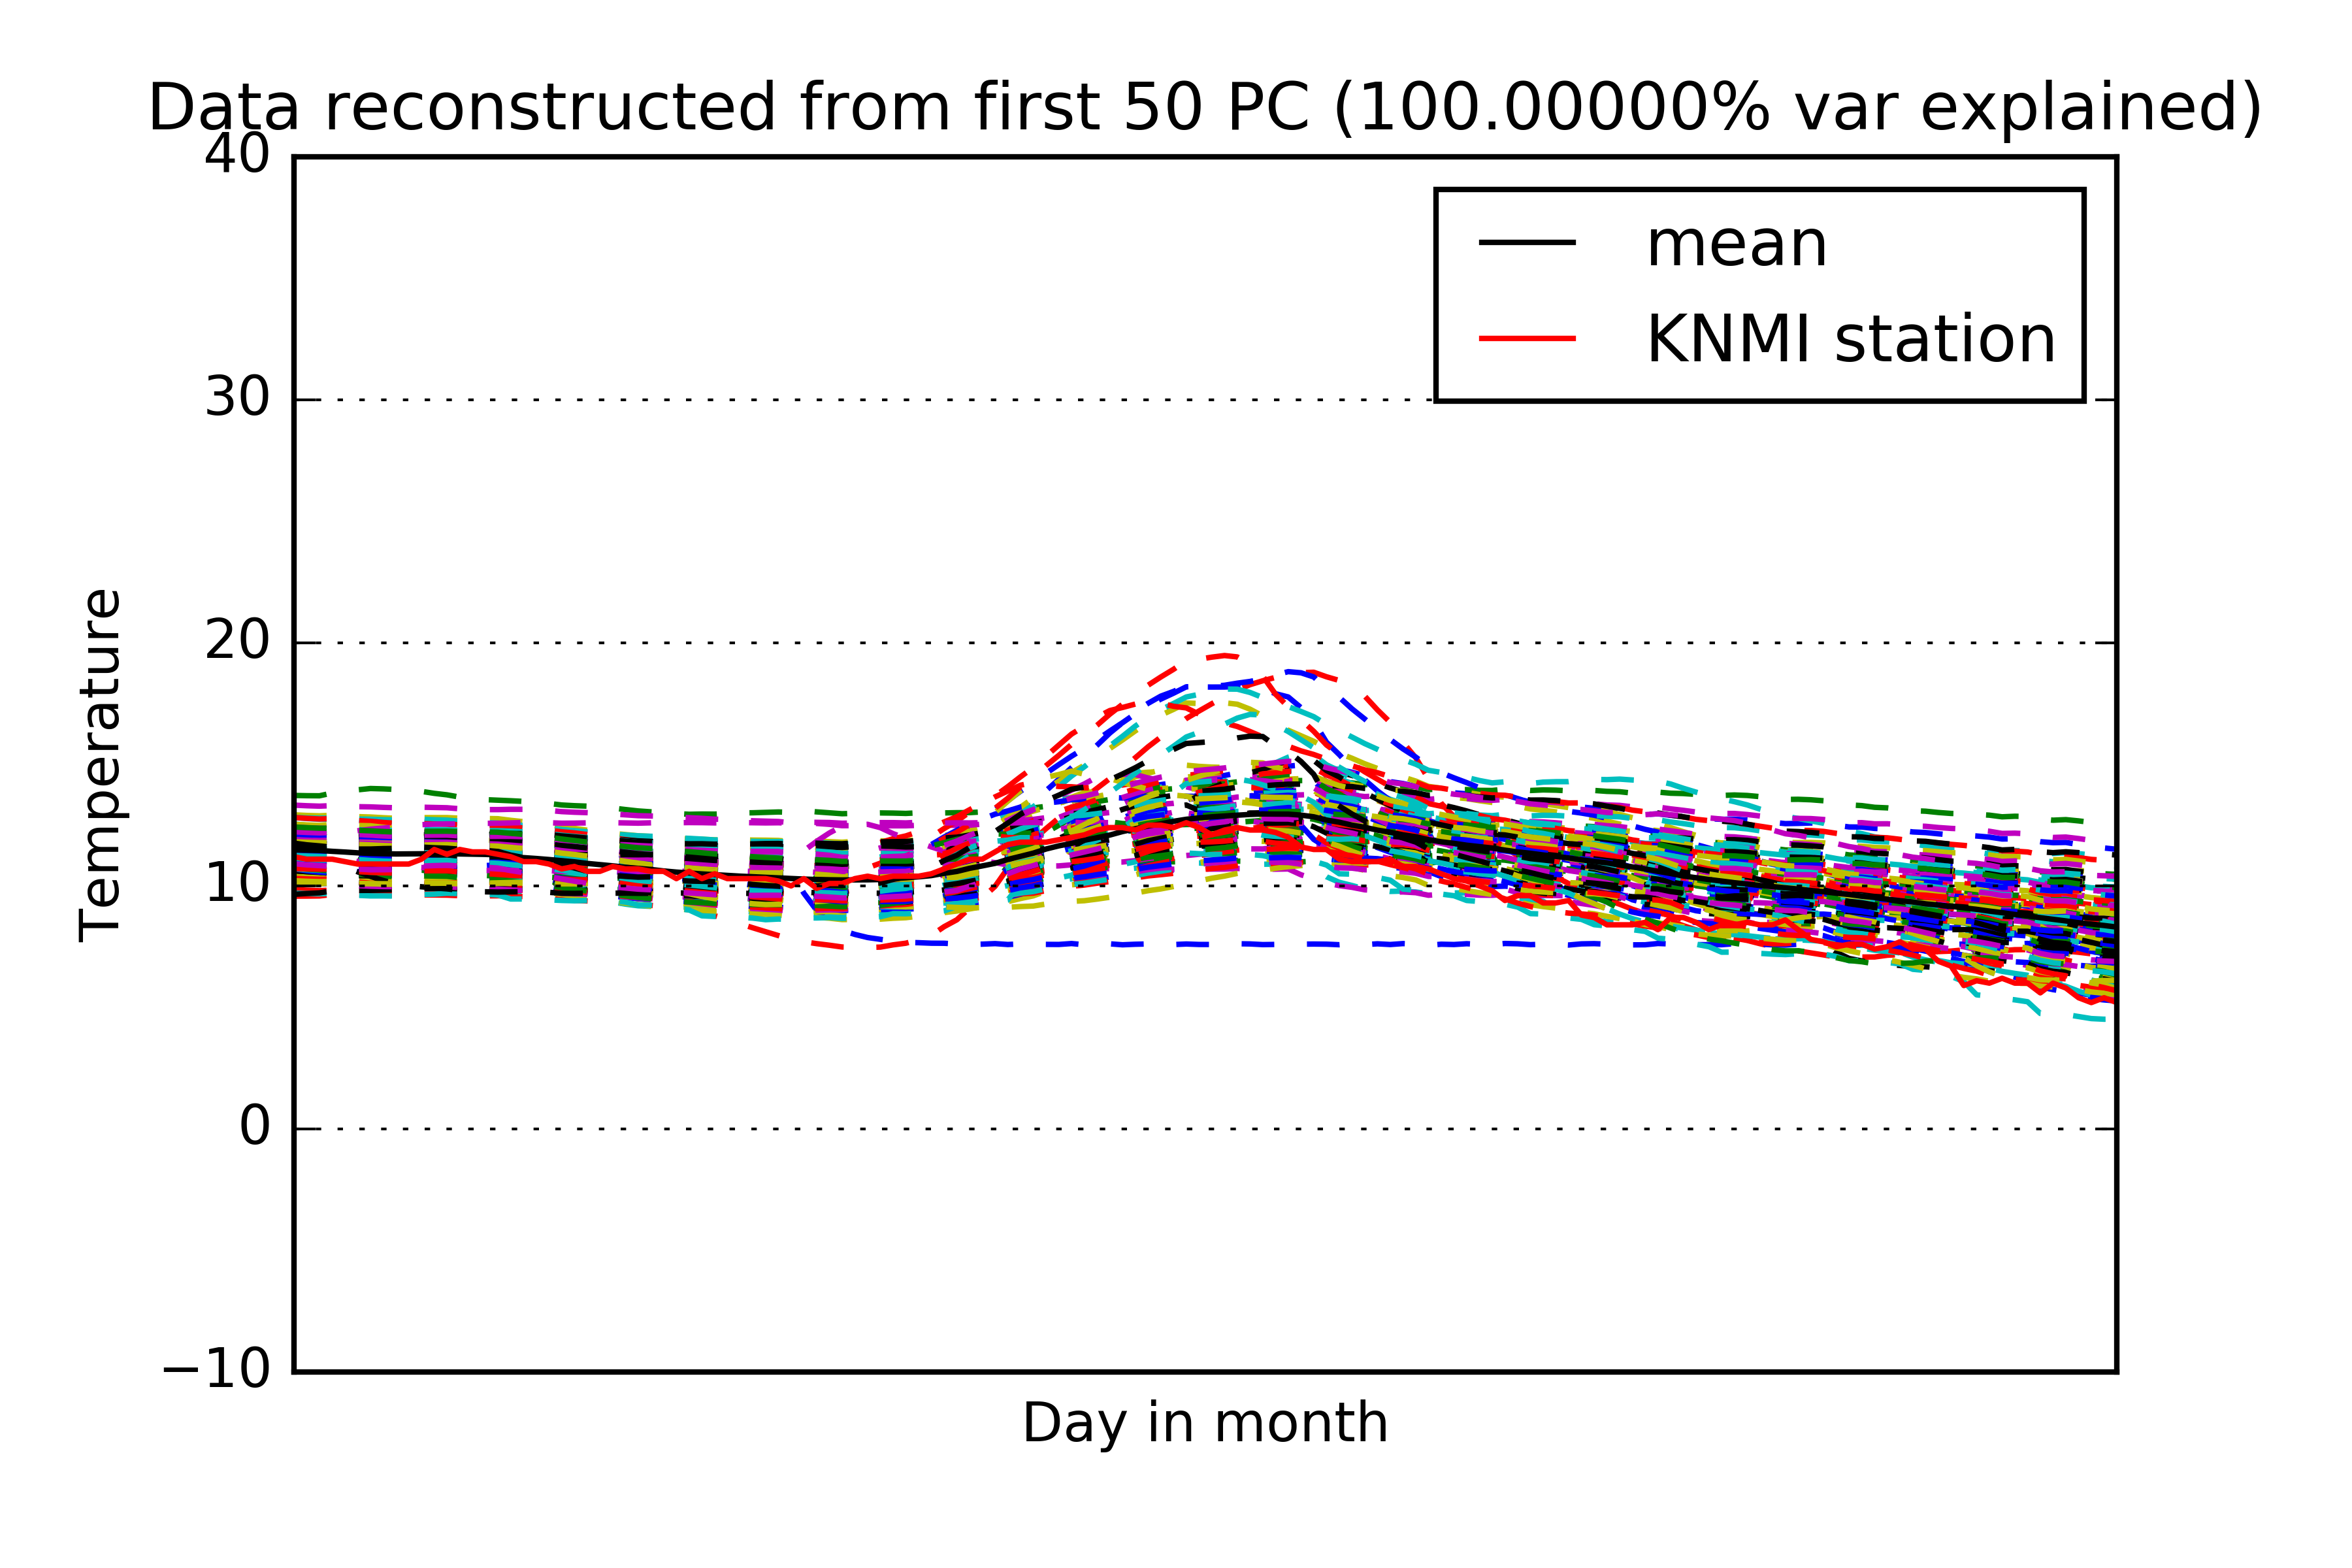 Data reconstructed from first 50 PC (100.00000% var explained)
40
30
20
10
0
−10
Temperature
mean
KNMI station
Day in month